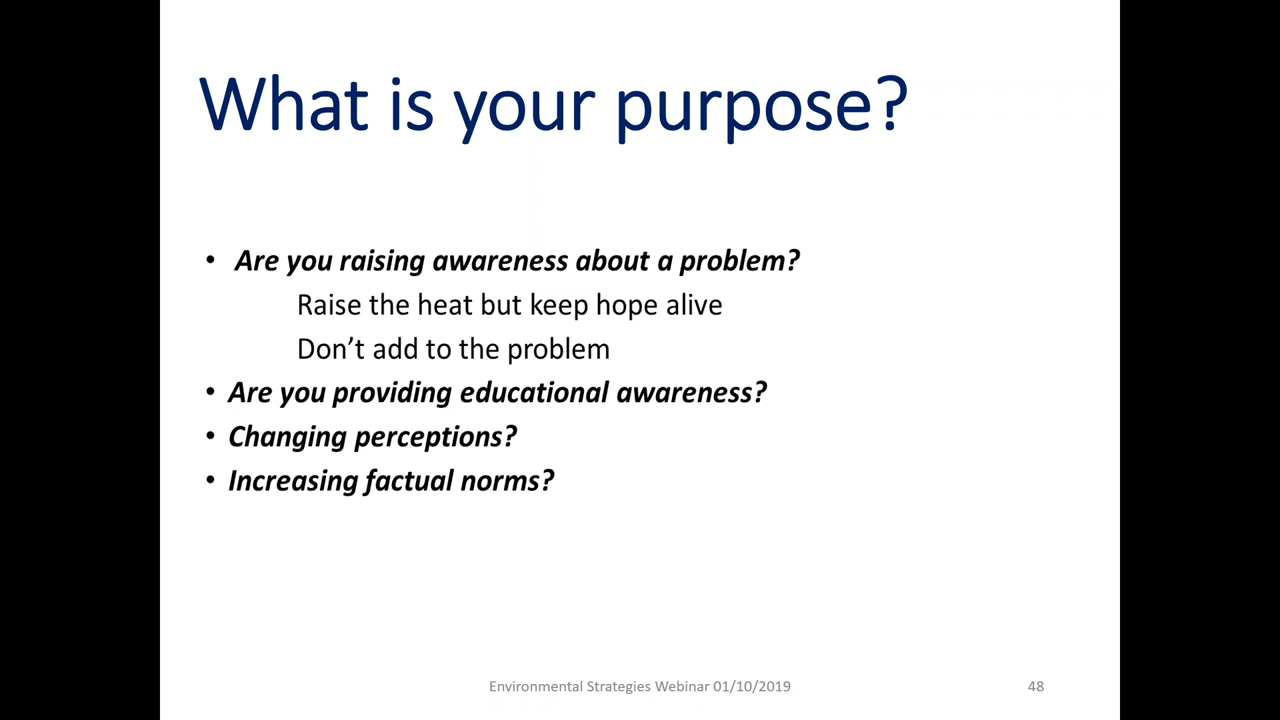 What is your purpose?
• Are you raising awareness about a problem?
Raise the heat but keep hope alive
Don’t add to the problem
• Are you providing educational awareness?
• Changing perceptions?
• Increasing factual norms?
Environmental Strategies Webinar 01/10/2019
48